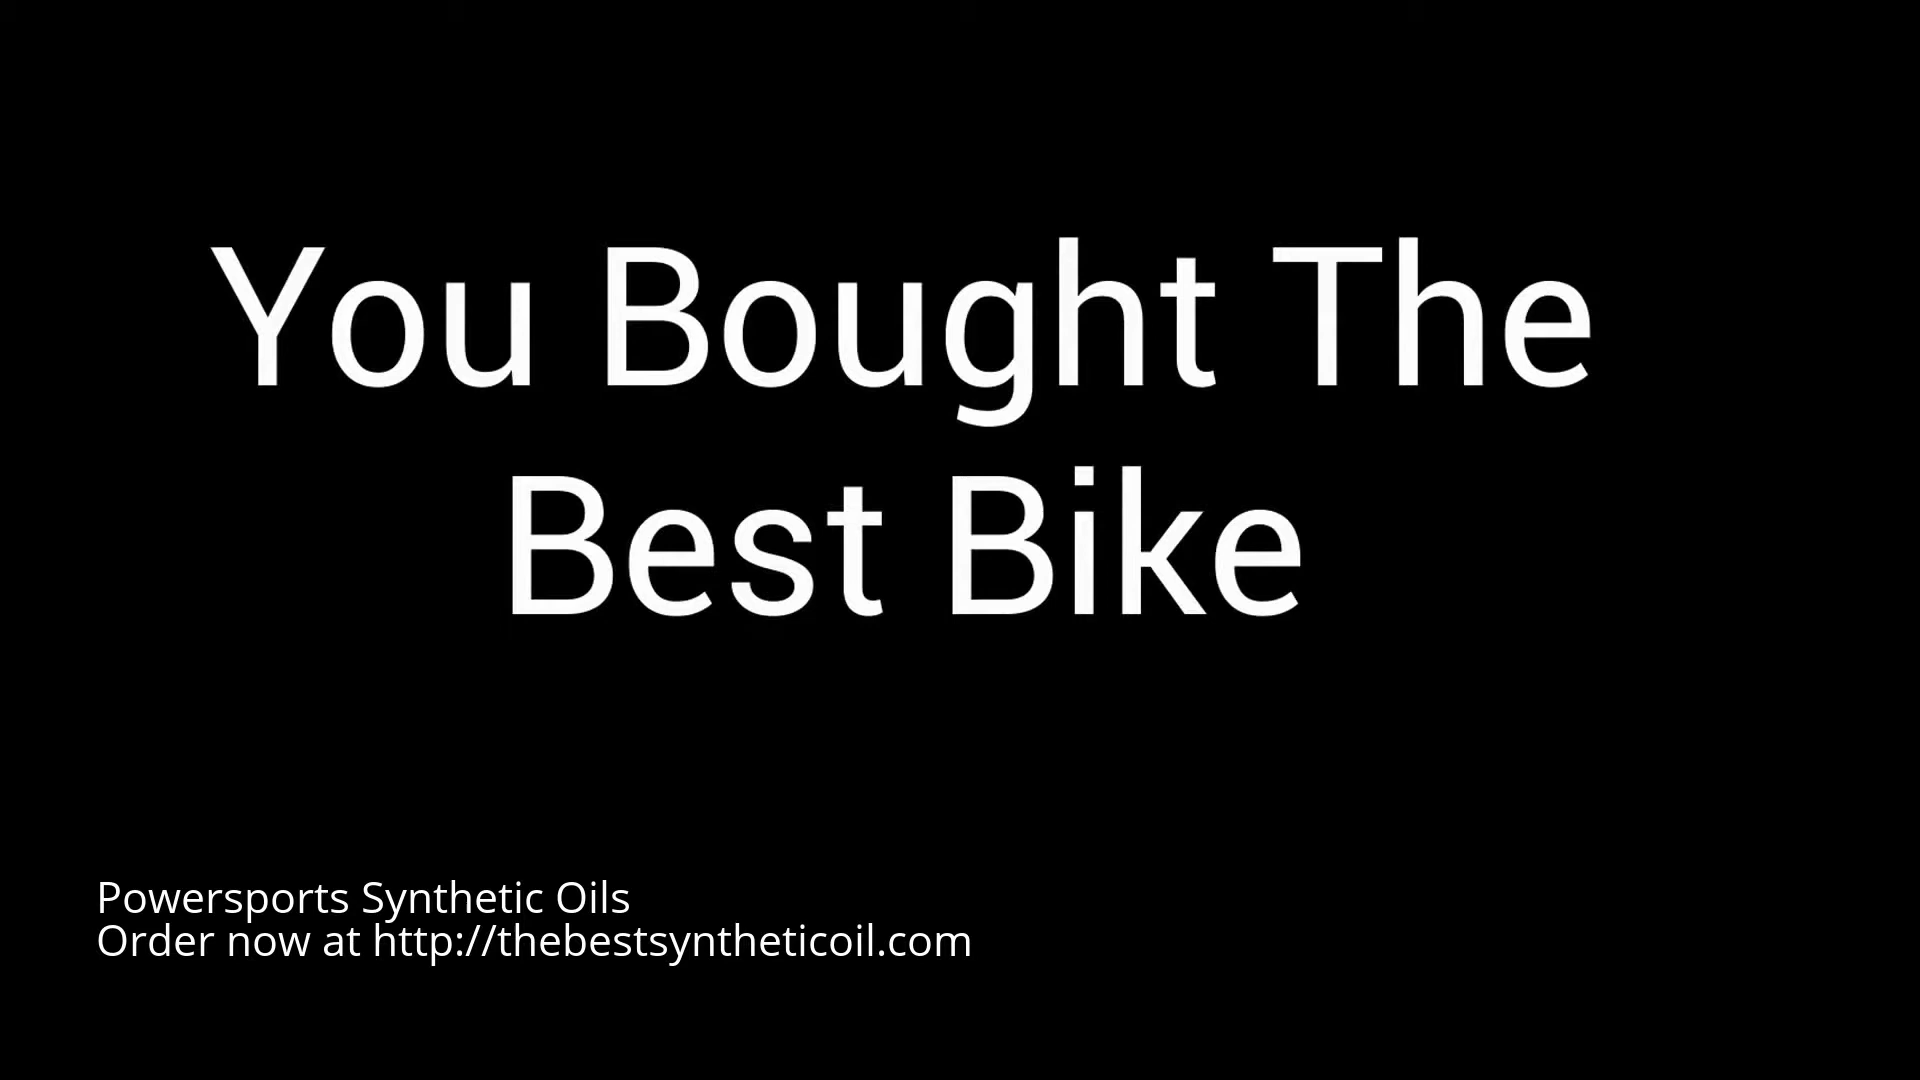 You Bought The
Best Bike
Powersports Synthetic Oils
Order now at http://thebestsyntheticoil.com